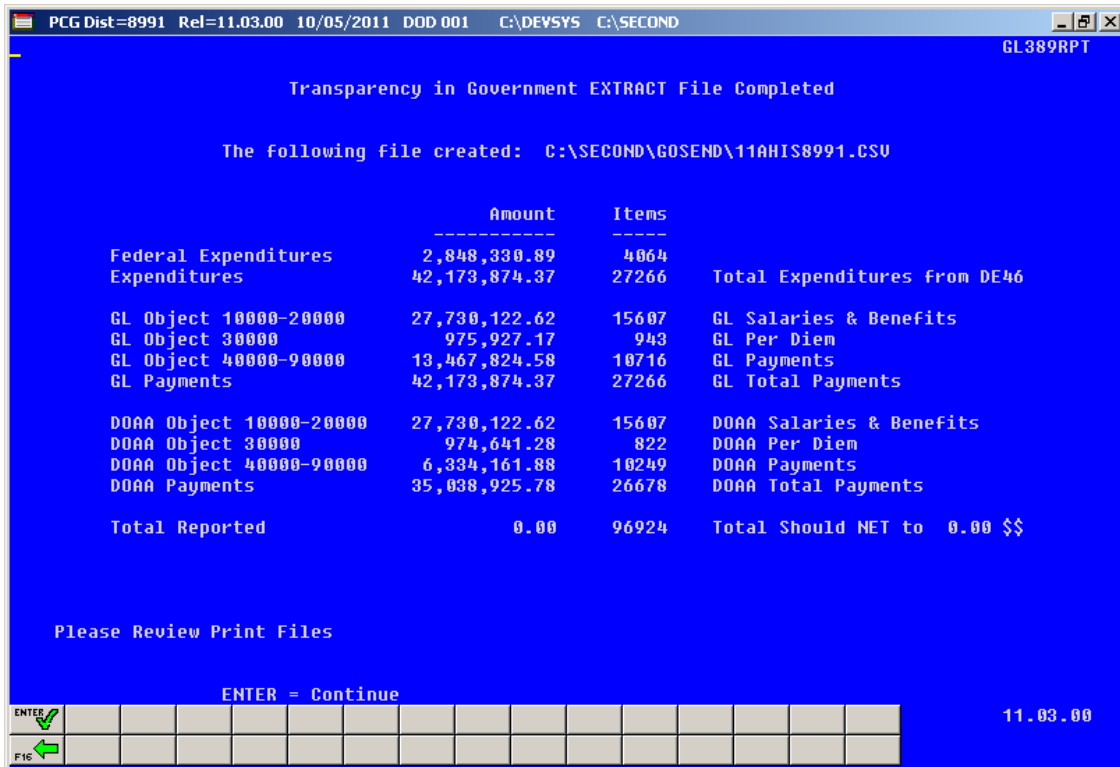 PCG Dist=8991 Rel=11.03.00 10/05/2011 DOD 001 C:\DEVSYS C:\SECOND
GL389RPT
Transparency in Government EXTRACT File Completed
The following file created: C:\SECOND\GOSEND\11AHIS8991.CSV
Amount Items
----------- -----
Federal Expenditures 2,848,330.89 4064
Expenditures 42,173,874.37 27266 Total Expenditures from DE46
GL Object 10000-20000 27,730,122.62 15607 GL Salaries & Benefits
GL Object 30000 975,927.17 943 GL Per Diem
GL Object 40000-90000 13,467,824.58 10716 GL Payments
GL Payments 42,173,874.37 27266 GL Total Payments
DOAA Object 10000-20000 27,730,122.62 15607 DOAA Salaries & Benefits
DOAA Object 30000 974,641.28 822 DOAA Per Diem
DOAA Object 40000-90000 6,334,161.88 10249 DOAA Payments
DOAA Payments 35,038,925.78 26678 DOAA Total Payments
Total Reported 0.00 96924 Total Should NET to 0.00 $$
Please Review Print Files
ENTER = Continue
ENTER
11.03.00
F16